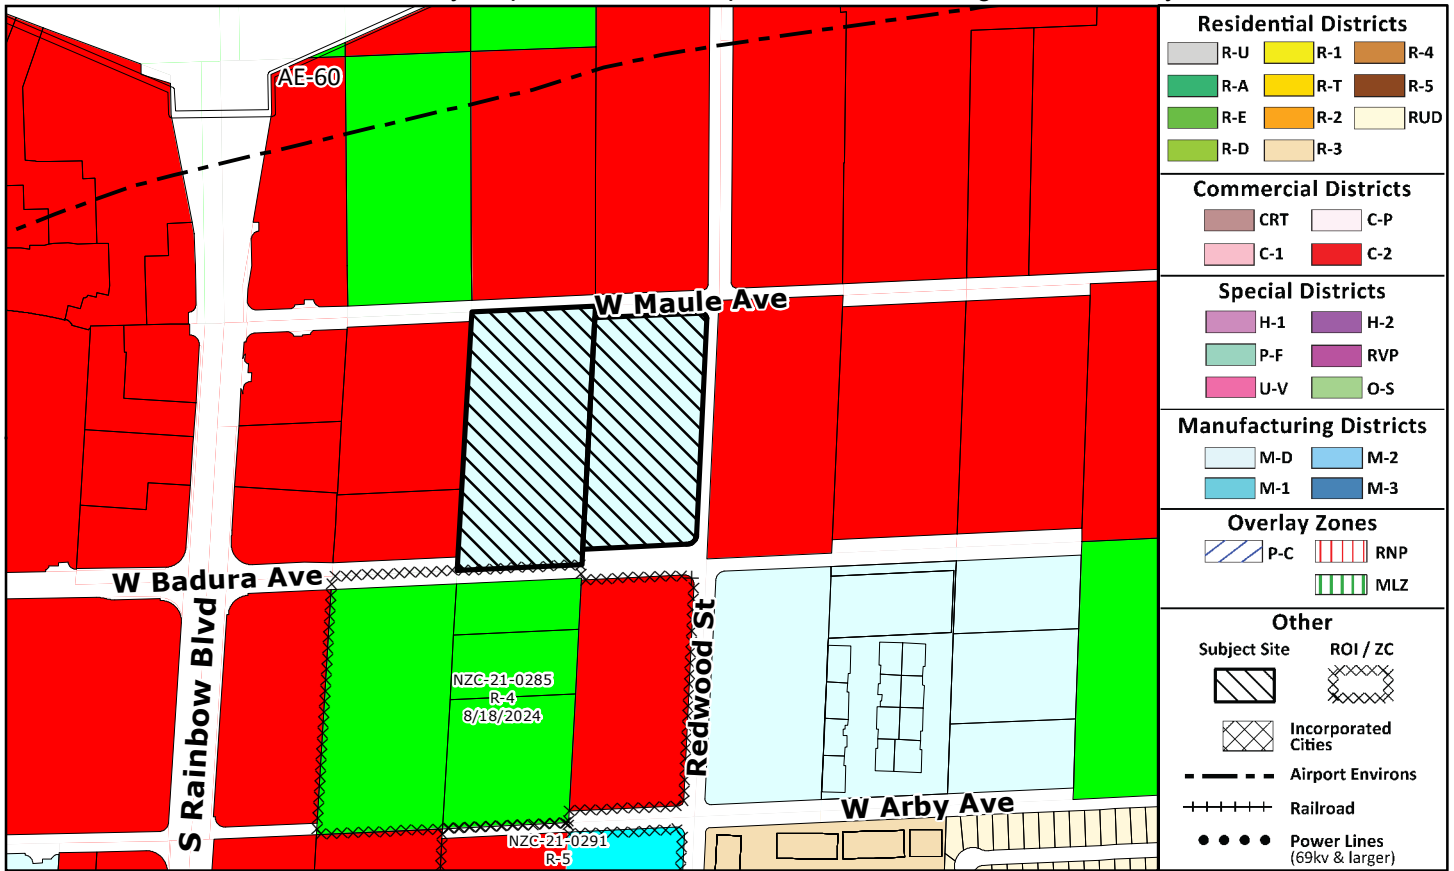 AE-60
W Maule Ave
W Badura Ave
S Rainbow Blvd
Redwood St
NZC-21-0285
R-4
8/18/2024
W Arby Ave
NZC-21-0291
R-5
Residential Districts
R-U R-1 R-4
R-A R-T R-5
R-E R-2 RUD
R-D R-3
Commercial Districts
CRT C-P
C-1 C-2
Special Districts
H-1 H-2
P-F RVP
U-V O-S
Manufacturing Districts
M-D M-2
M-1 M-3
Overlay Zones
P-C RNP
MLZ
Other
Subject Site ROI / ZC
Incorporated
Cities
Airport Environs
Railroad
Power Lines
(69kv & larger)